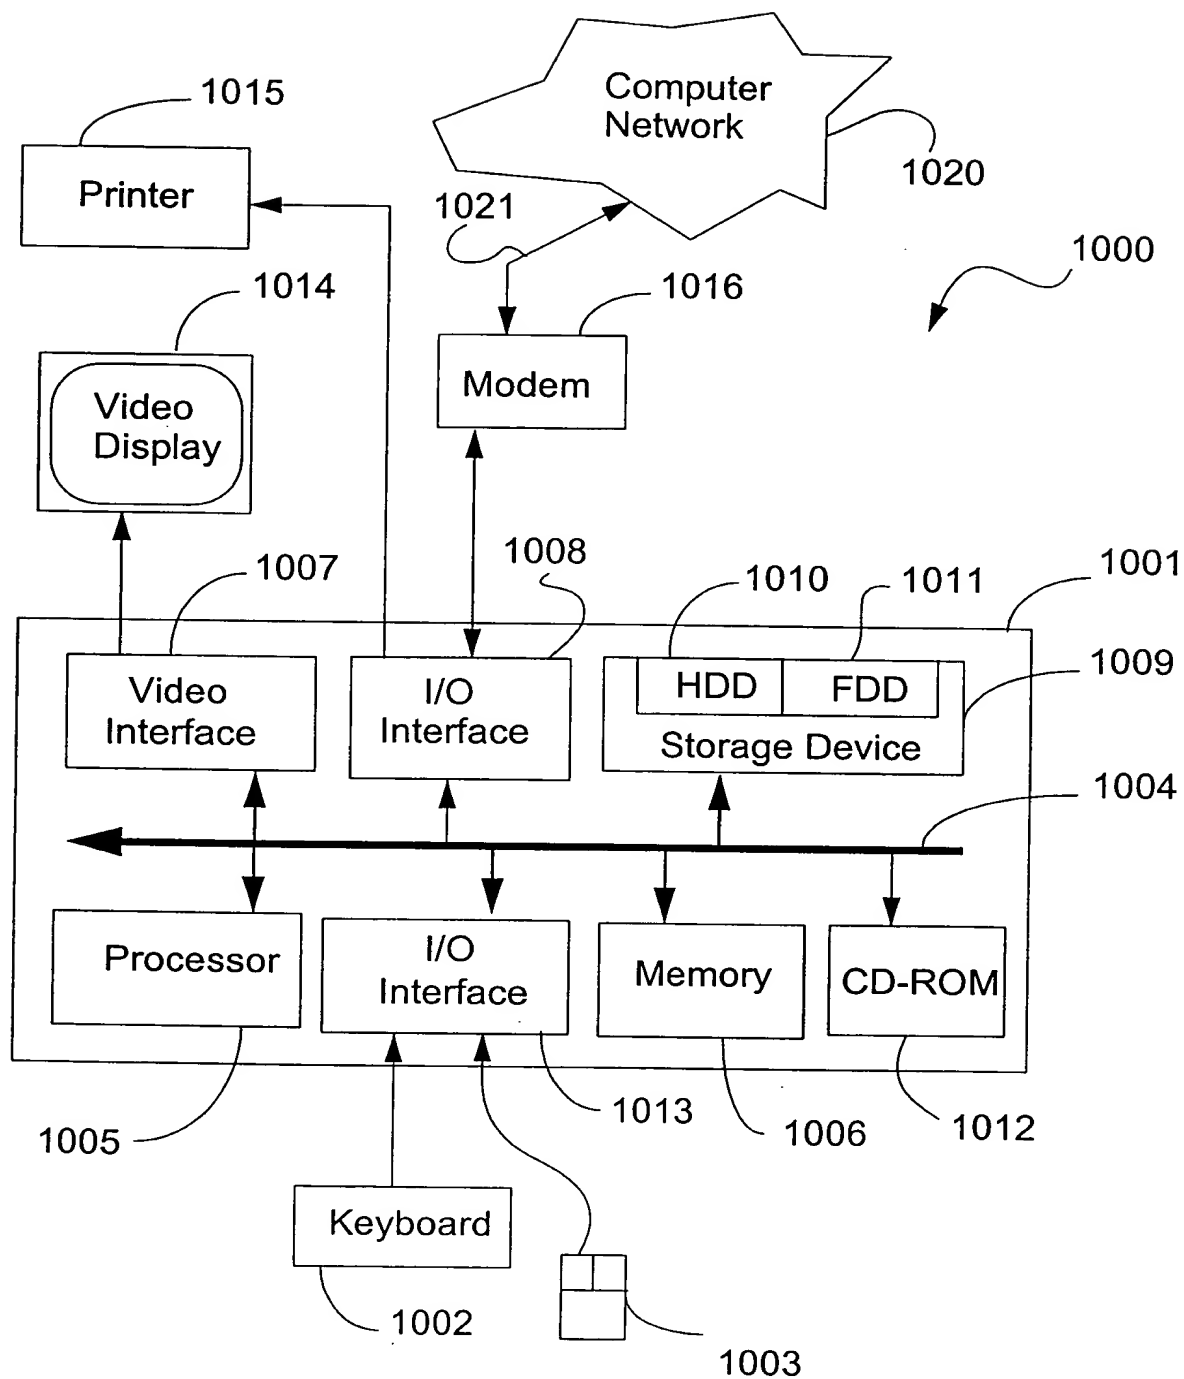 Computer
Network
1015
1020
Printer
1021
1000
1014
1016
Video
Display
Modem
1007
1008
1010
1011
1001
Video
Interface
I/O
Interface
HDD
FDD
Storage Device
1009
1004
Processor
I/O
Interface
Memory
CD-ROM
1005
1013
1006
1012
Keyboard
1002
1003